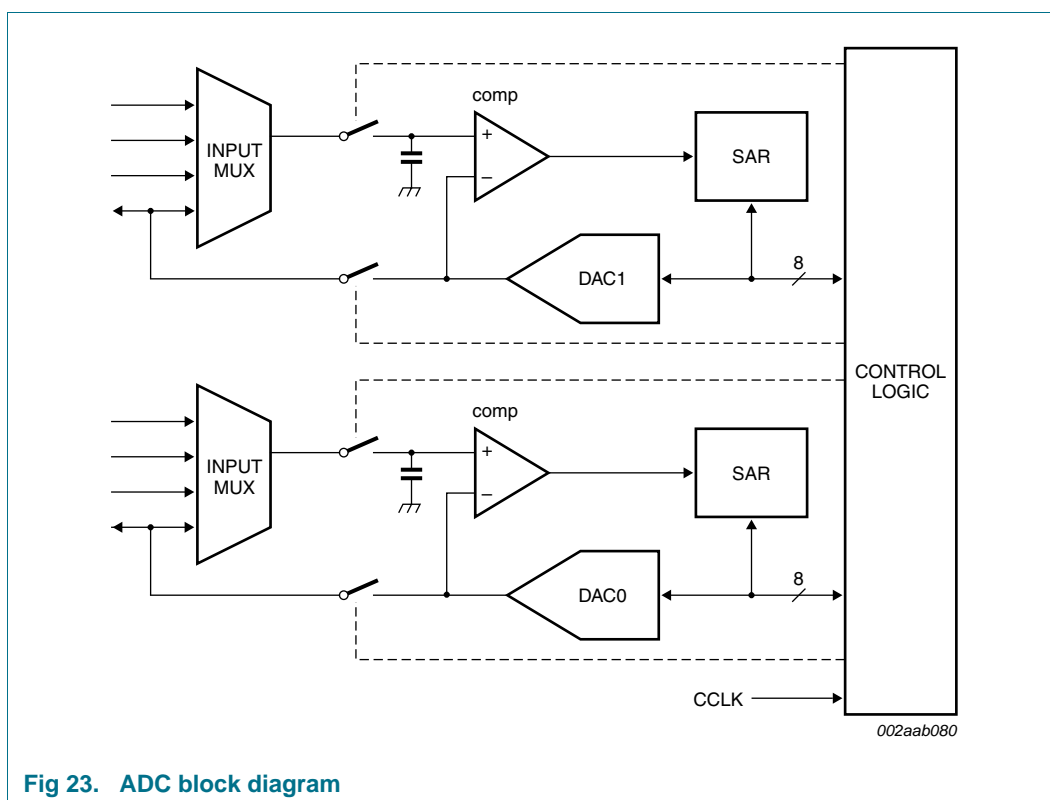 comp
INPUT
MUX
+
–
SAR
DAC1
8
CONTROL
LOGIC
comp
INPUT
MUX
+
–
SAR
DAC0
8
CCLK
002aab080
Fig 23. ADC block diagram